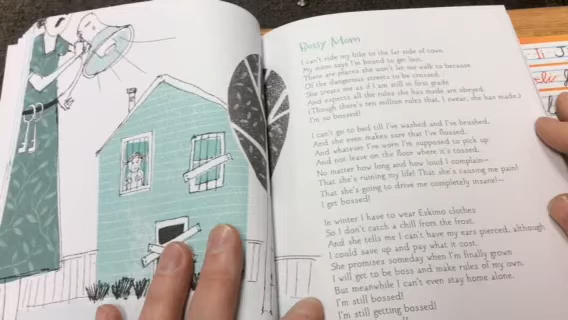 Bossy Mom
I can't ride my bike to the far side of town.
My mom says I'm bound to get lost.
There are places she won't let me walk to because
Of the dangerous streets to be crossed.
She treats me as if I am still in first grade
And expects all the rules she has made are obeyed.
(Though there's ten million rules that, I swear, she has made.)
I'm so bossed!
I can't go to bed till I've washed and I've brushed,
And she even makes sure that I've flossed.
And whatever I've worn I'm supposed to pick up
And not leave on the floor where it's tossed.
No matter how long and how loud I complain—
That she's ruining my life! That she's causing me pain!
That she's going to drive me completely insane!—
I get bossed!
In winter I have to wear Eskimo clothes
So I don't catch a chill from the frost.
And she tells me I can't have my ears pierced, although
I could save up and pay what it cost.
She promises someday when I'm finally grown
I will get to be boss and make rules of my own.
But meanwhile I can't even stay home alone.
I'm still bossed!
I'm still getting bossed!